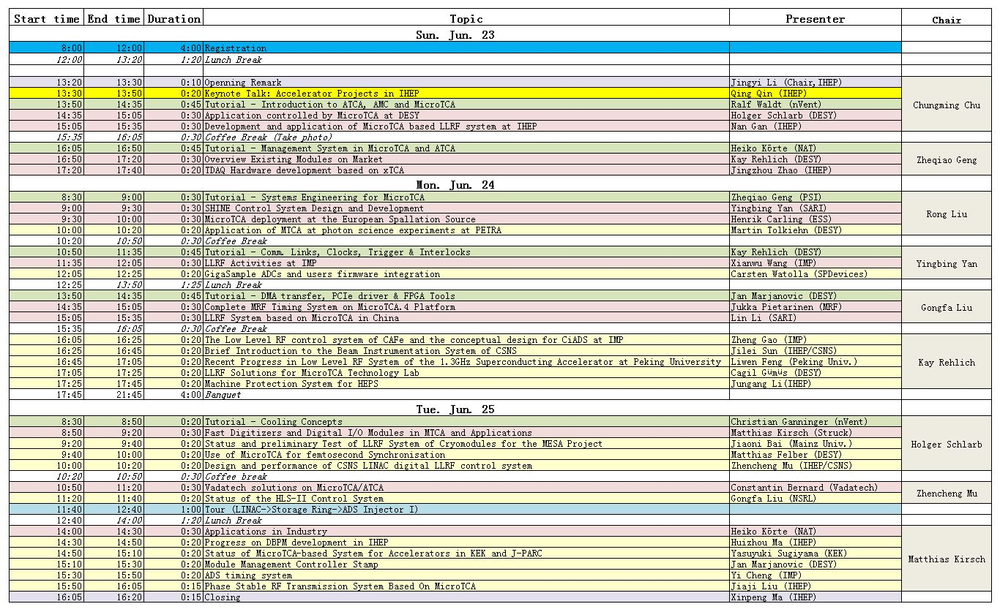 Start time End time Duration Topic Presenter Chair
Sun. Jun. 23
8:00 12:00 4:00 Registration
12:00 13:20 1:20 Lunch Break
13:20 13:30 0:10 Openning Remark Jingyi Li (Chair,IHEP)
13:30 13:50 0:20 Keynote Talk: Accelerator Projects in IHEP Qing Qin (IHEP)
13:50 14:35 0:45 Tutorial - Introduction to ATCA, AMC and MicroTCA Ralf Waldt (nVent)
Chungming Chu
14:35 15:05 0:30 Application controlled by MicroTCA at DESY Holger Schlarb (DESY)
15:05 15:35 0:30 Development and application of MicroTCA based LLRF system at IHEP Nan Gan (IHEP)
15:35 16:05 0:30 Coffee Break (Take photo)
16:05 16:50 0:45 Tutorial - Management System in MicroTCA and ATCA Heiko Körte (NAT)
16:50 17:20 0:30 Overview Existing Modules on Market Kay Rehlich (DESY) Zheqiao Geng
17:20 17:40 0:20 TDAQ Hardware development based on xTCA Jingzhou Zhao (IHEP)
Mon. Jun. 24
8:30 9:00 0:30 Tutorial - Systems Engineering for MicroTCA Zheqiao Geng (PSI)
9:00 9:30 0:30 SHINE Control System Design and Development Yingbing Yan (SARI)
Rong Liu
9:30 10:00 0:30 MicroTCA deployment at the European Spallation Source Henrik Carling (ESS)
10:00 10:20 0:20 Application of MTCA at photon science experiments at PETRA Martin Tolkiehn (DESY)
10:20 10:50 0:30 Coffee Break
10:50 11:35 0:45 Tutorial - Comm. Links, Clocks, Trigger & Interlocks Kay Rehlich (DESY)
11:35 12:05 0:30 LLRF Activities at IMP Xianwu Wang (IMP) Yingbing Yan
12:05 12:25 0:20 GigaSample ADCs and users firmware integration Carsten Watolla (SPDevices)
12:25 13:50 1:25 Lunch Break
13:50 14:35 0:45 Tutorial - DMA transfer, PCIe driver & FPGA Tools Jan Marjanovic (DESY)
14:35 15:05 0:30 Complete MRF Timing System on MicroTCA.4 Platform Jukka Pietarinen (MRF) Gongfa Liu
15:05 15:35 0:30 LLRF System based on MicroTCA in China Lin Li (SARI)
15:35 16:05 0:30 Coffee Break
16:05 16:25 0:20 The Low Level RF control system of CAFe and the conceptual design for CiADS at IMP Zheng Gao (IMP)
16:25 16:45 0:20 Brief Introduction to the Beam Instrumentation System of CSNS Jilei Sun (IHEP/CSNS)
16:45 17:05 0:20 Recent Progress in Low Level RF System of the 1.3GHz Superconducting Accelerator at Peking University Liwen Feng (Peking Univ.) Kay Rehlich
17:05 17:25 0:20 LLRF Solutions for MicroTCA Technology Lab Cagil Gümüs (DESY)
17:25 17:45 0:20 Machine Protection System for HEPS Jungang Li(IHEP)
17:45 21:45 4:00 Banquet
Tue. Jun. 25
8:30 8:50 0:20 Tutorial - Cooling Concepts Christian Ganninger (nVent)
8:50 9:20 0:30 Fast Digitizers and Digital I/O Modules in MTCA and Applications Matthias Kirsch (Struck)
9:20 9:40 0:20 Status and preliminary Test of LLRF System of Cryomodules for the MESA Project Jiaoni Bai (Mainz Univ.) Holger Schlarb
9:40 10:00 0:20 Use of MicroTCA for femtosecond Synchronisation Matthias Felber (DESY)
10:00 10:20 0:20 Design and performance of CSNS LINAC digital LLRF control system Zhencheng Mu (IHEP/CSNS)
10:20 10:50 0:30 Coffee break
10:50 11:20 0:30 Vadatech solutions on MicroTCA/ATCA Constantin Bernard (Vadatech)
Zhencheng Mu
11:20 11:40 0:20 Status of the HLS-II Control System Gongfa Liu (NSRL)
11:40 12:40 1:00 Tour (LINAC->Storage Ring->ADS Injector I)
12:40 14:00 1:20 Lunch Break
14:00 14:30 0:30 Applications in Industry Heiko Körte (NAT)
14:30 14:50 0:20 Progress on DBPM development in IHEP Huizhou Ma (IHEP)
14:50 15:10 0:20 Status of MicroTCA-based System for Accelerators in KEK and J-PARC Yasuyuki Sugiyama (KEK)
Matthias Kirsch
15:10 15:30 0:20 Module Management Controller Stamp Jan Marjanovic (DESY)
15:30 15:50 0:20 ADS timing system Yi Cheng (IMP)
15:50 16:05 0:15 Phase Stable RF Transmission System Based On MicroTCA Jiaji Liu (IHEP)
16:05 16:20 0:15 Closing Xinpeng Ma (IHEP)